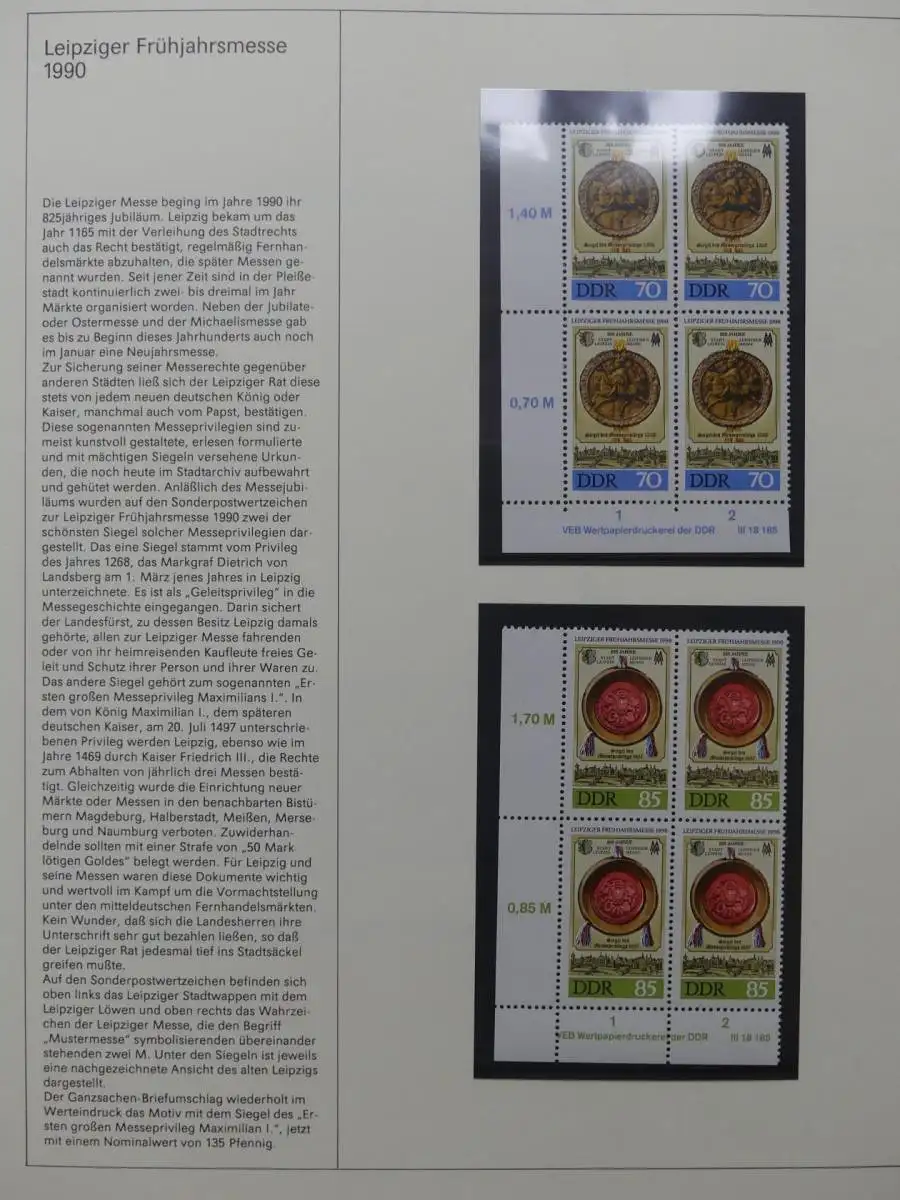 Leipziger Frühjahrsmesse
1990
Die Leipziger Messe beging im Jahre 1990 ihr
825jähriges Jubiläum. Leipzig bekam um das
Jahr 1165 mit der Verleihung des Stadtrechts
auch das Recht bestätigt, regelmäßig Fernhan-
delsmärkte abzuhalten, die später Messen ge-
nannt wurden. Seit jener Zeit sind in der Pleiße-
stadt kontinuierlich zwei- bis dreimal im Jahr
Märkte organisiert worden. Neben der Jubilate-
oder Ostermesse und der Michaelismesse gab
es bis zu Beginn dieses Jahrhunderts auch noch
im Januar eine Neujahrsmesse.
Zur Sicherung seiner Messerechte gegenüber
anderen Städten ließ sich der Leipziger Rat diese
stets von jedem neuen deutschen König oder
Kaiser, manchmal auch vom Papst, bestätigen.
Diese sogenannten Messeprivilegien sind zu-
meist kunstvoll gestaltete, erlesen formulierte
und mit mächtigen Siegeln versehene Urkun-
den, die noch heute im Stadtarchiv aufbewahrt
und gehütet werden. Anläßlich des Messejubi-
läums wurden auf den Sonderpostwertzeichen
zur Leipziger Frühjahrsmesse 1990 zwei der
schönsten Siegel solcher Messeprivilegien dar-
gestellt. Das eine Siegel stammt vom Privileg
des Jahres 1268, das Markgraf Dietrich von
Landsberg am 1. März jenes Jahres in Leipzig
unterzeichnete. Es ist als „Geleitsprivileg" in die
Messegeschichte eingegangen. Darin sichert
der Landesfürst, zu dessen Besitz Leipzig damals
gehörte, allen zur Leipziger Messe fahrenden
oder von ihr heimreisenden Kaufleute freies Ge-
leit und Schutz ihrer Person und ihrer Waren zu.
Das andere Siegel gehört zum sogenannten „Er-
sten großen Messeprivileg Maximilians I.". In
dem von König Maximilian I., dem späteren
deutschen Kaiser, am 20. Juli 1497 unterschrie-
benen Privileg werden Leipzig, ebenso wie im
Jahre 1469 durch Kaiser Friedrich III., die Rechte
zum Abhalten von jährlich drei Messen bestä-
tigt. Gleichzeitig wurde die Einrichtung neuer
Märkte oder Messen in den benachbarten Bistü-
mern Magdeburg, Halberstadt, Meißen, Merse-
burg und Naumburg verboten. Zuwiderhan-
delnde sollten mit einer Strafe von „50 Mark
lötigen Goldes" belegt werden. Für Leipzig und
seine Messen waren diese Dokumente wichtig
und wertvoll im Kampf um die Vormachtstellung
unter den mitteldeutschen Fernhandelsmärkten.
Kein Wunder, daß sich die Landesherren ihre
Unterschrift sehr gut bezahlen ließen, so daß
der Leipziger Rat jedesmal tief ins Stadtsäckel
greifen mußte.
Auf den Sonderpostwertzeichen befinden sich
oben links das Leipziger Stadtwappen mit dem
Leipziger Löwen und oben rechts das Wahrzei-
chen der Leipziger Messe, die den Begriff
„Mustermesse" symbolisierenden übereinander
stehenden zwei M. Unter den Siegeln ist jeweils
eine nachgezeichnete Ansicht des alten Leipzigs
dargestellt.
Der Ganzsachen-Briefumschlag wiederholt im
Werteindruck das Motiv mit dem Siegel des „Er-
sten großen Messeprivileg Maximilian I.", jetzt
mit einem Nominalwert von 135 Pfennig.
1,40 M
DDR 70
DDR 70
LEIPZIGER FRÜHJAHRSMESSE 1990
LEIPZIGER FRÜHJAHRSMESSE 1990
0,70 M
DDR 70
DDR 70
1 2
VEB Wertpapierdruckerei der DDR III 18 185
LEIPZIGER FRÜHJAHRSMESSE 1990
LEIPZIGER FRÜHJAHRSMESSE 1990
1,70 M
DDR 85
DDR 85
LEIPZIGER FRÜHJAHRSMESSE 1990
LEIPZIGER FRÜHJAHRSMESSE 1990
0,85 M
DDR 85
DDR 85
1 2
VEB Wertpapierdruckerei der DDR III 18 185